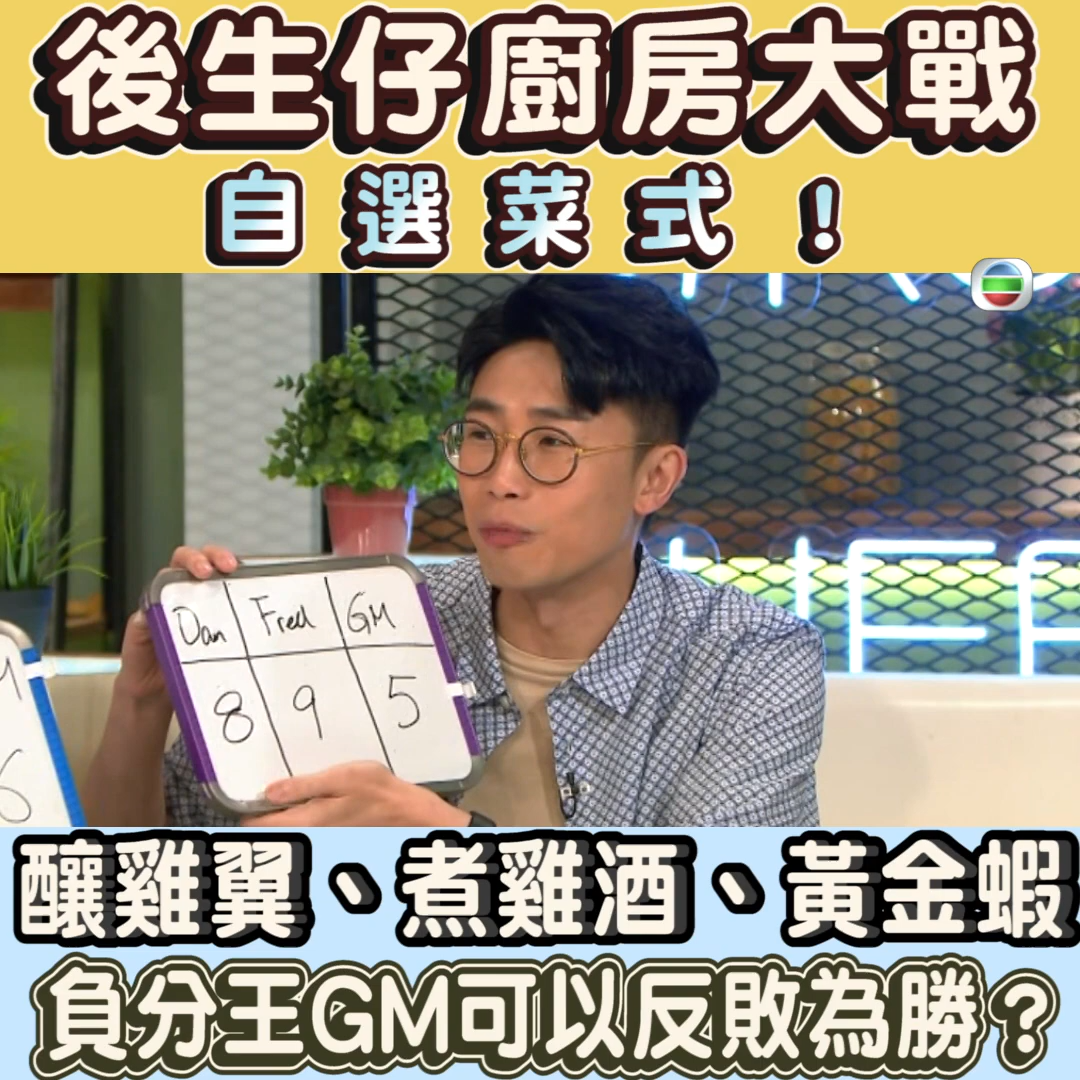 後生仔廚房大戰
自選菜式！
Dan Fred GM
8 9 5
6
釀雞翼、煮雞酒、黃金蝦
負分王GM可以反敗為勝？